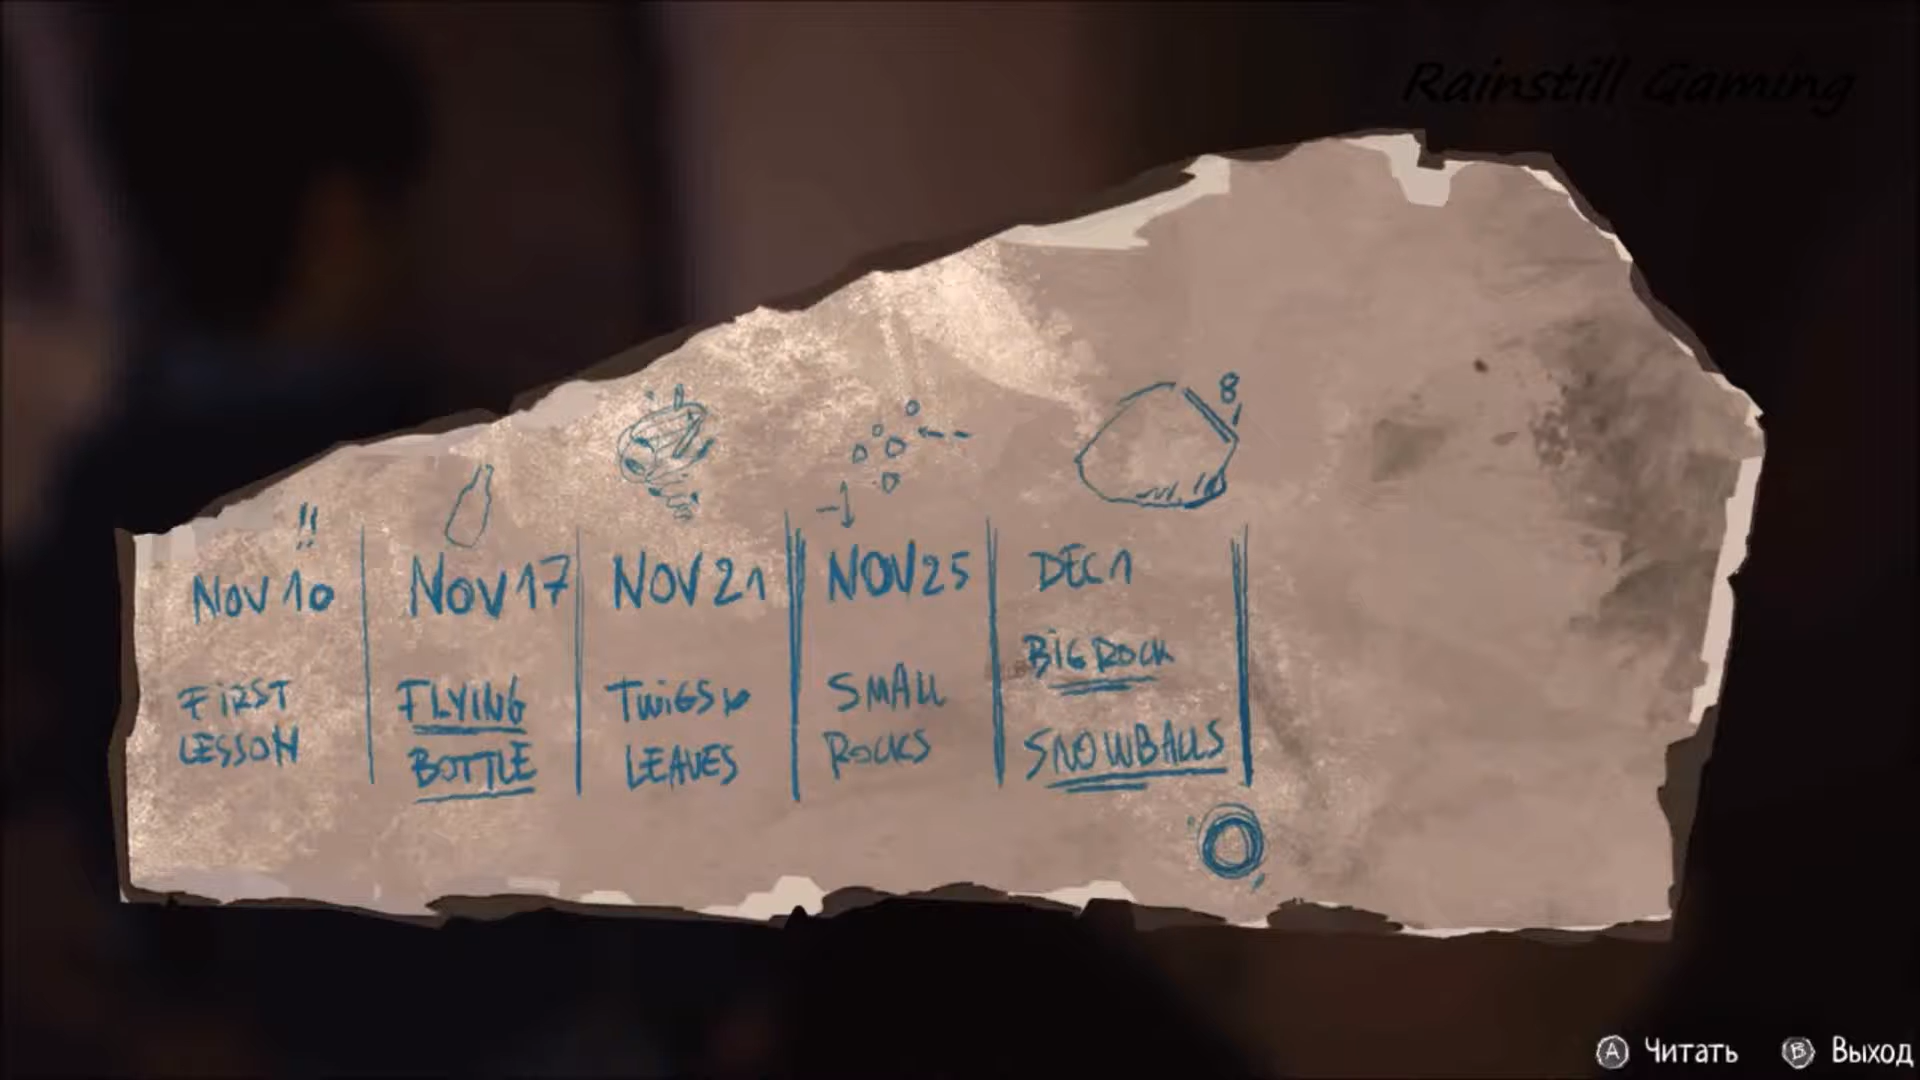 Rainstill Gaming
8
!!
NOV 10
FIRST
LESSON
NOV 17
FLYING
BOTTLE
NOV 21
TWIGS
LEAVES
NOV 25
SMALL
ROCKS
DEC 1
BIG ROCK
SNOWBALLS
A Читать B Выход